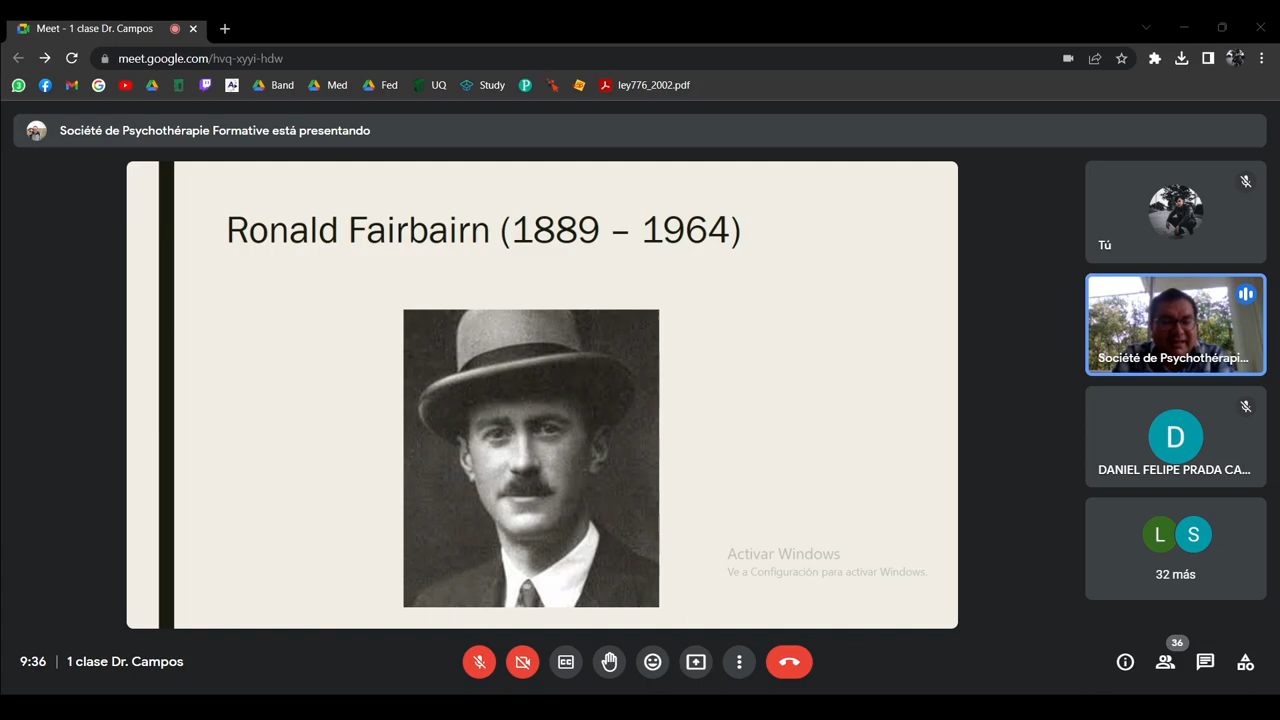 Meet - 1 clase Dr. Campos
meet.google.com/hvq-xyyi-hdw
3
Band
Med
Fed
UQ
Study
ley776_2002.pdf
Société de Psychothérapie Formative está presentando
Ronald Fairbairn (1889 – 1964)
Activar Windows
Ve a Configuración para activar Windows.
Tú
Société de Psychothérapi...
D
DANIEL FELIPE PRADA CA...
L S
32 más
9:36 | 1 clase Dr. Campos
36